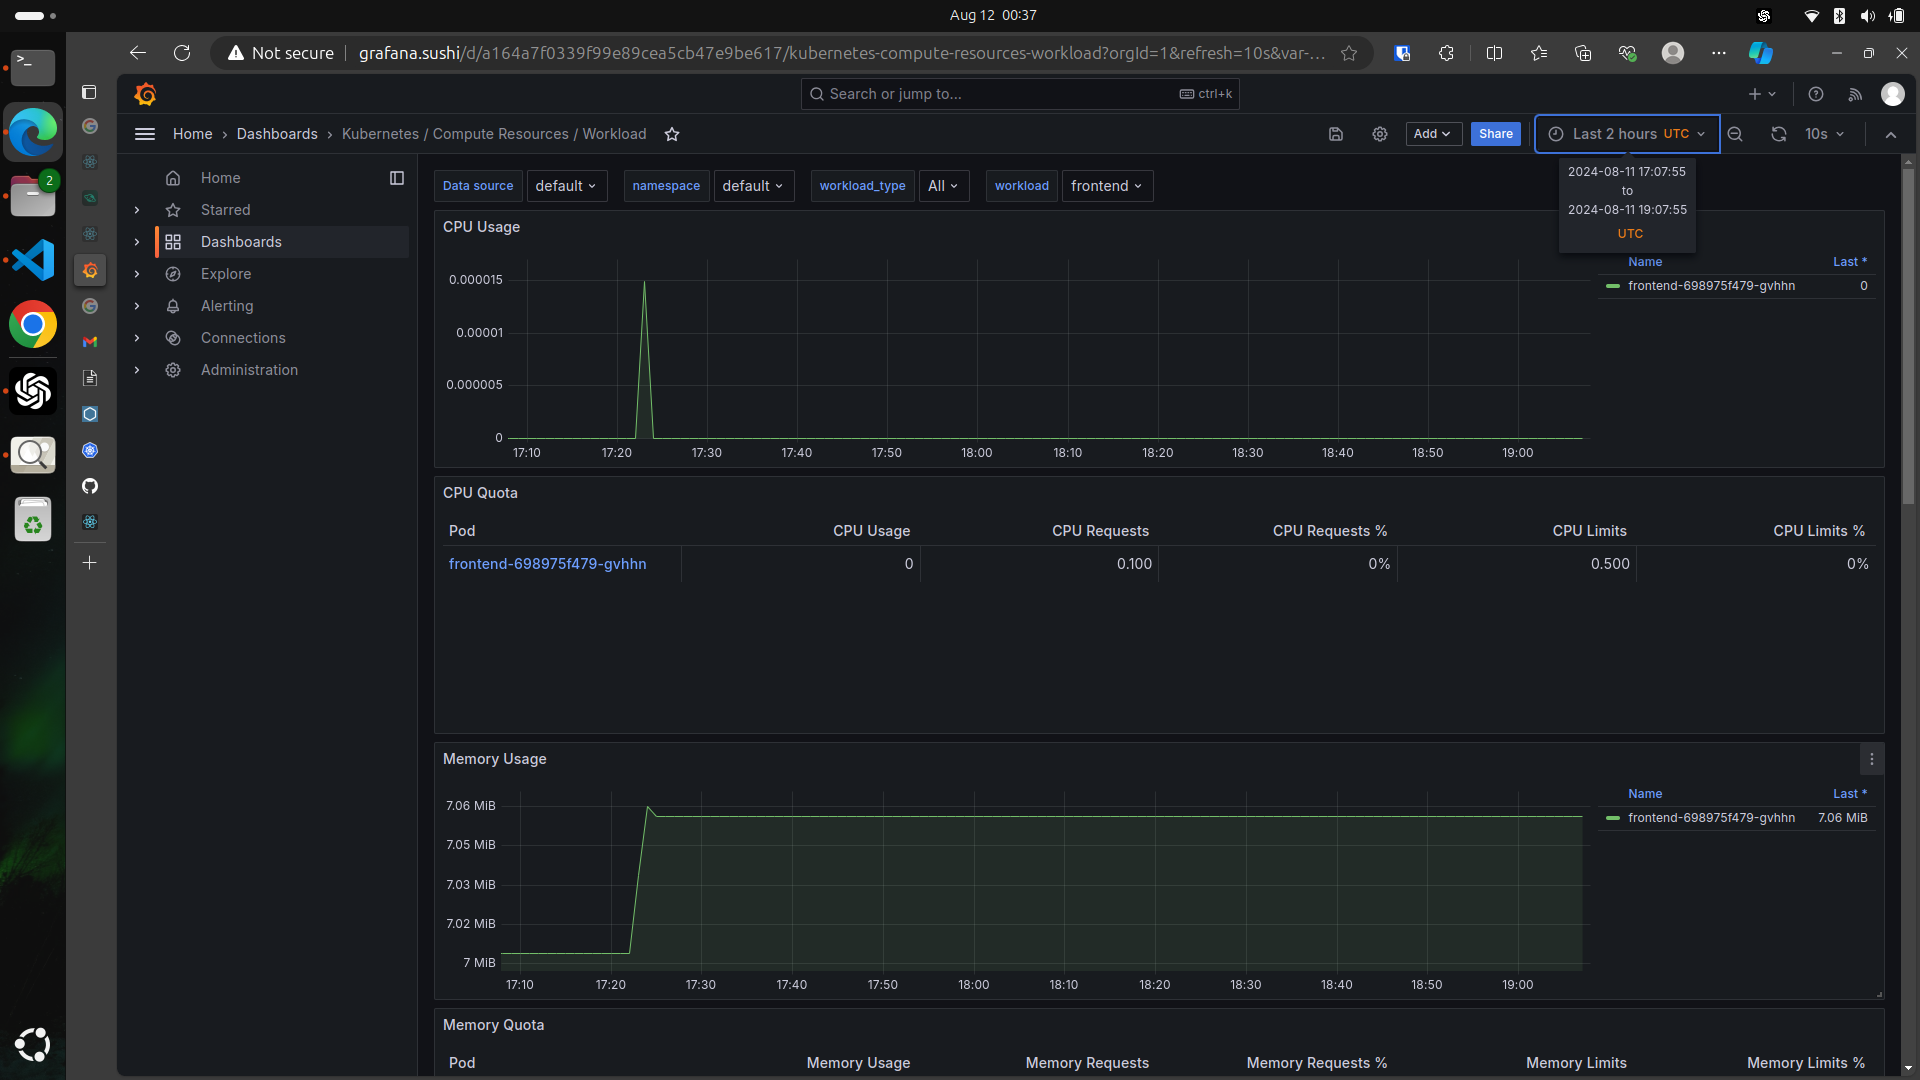 Aug 12 00:37
Not secure
grafana.sushi/d/a164a7f0339f99e89cea5cb47e9be617/kubernetes-compute-resources-workload?orgId=1&refresh=10s&var-...
Search or jump to...
ctrl+k
Home › Dashboards › Kubernetes / Compute Resources / Workload
Add
Share
Last 2 hours UTC
10s
2024-08-11 17:07:55
to
2024-08-11 19:07:55
UTC
2
Home
Starred
Dashboards
Explore
Alerting
Connections
Administration
Data source default
namespace default
workload_type All
workload frontend
CPU Usage
0.000015
0.00001
0.000005
0
17:10 17:20 17:30 17:40 17:50 18:00 18:10 18:20 18:30 18:40 18:50 19:00
Name Last *
frontend-698975f479-gvhhn 0
CPU Quota
Pod CPU Usage CPU Requests CPU Requests % CPU Limits CPU Limits %
frontend-698975f479-gvhhn 0 0.100 0% 0.500 0%
Memory Usage
7.06 MiB
7.05 MiB
7.03 MiB
7.02 MiB
7 MiB
17:10 17:20 17:30 17:40 17:50 18:00 18:10 18:20 18:30 18:40 18:50 19:00
Name Last *
frontend-698975f479-gvhhn 7.06 MiB
Memory Quota
Pod Memory Usage Memory Requests Memory Requests % Memory Limits Memory Limits %